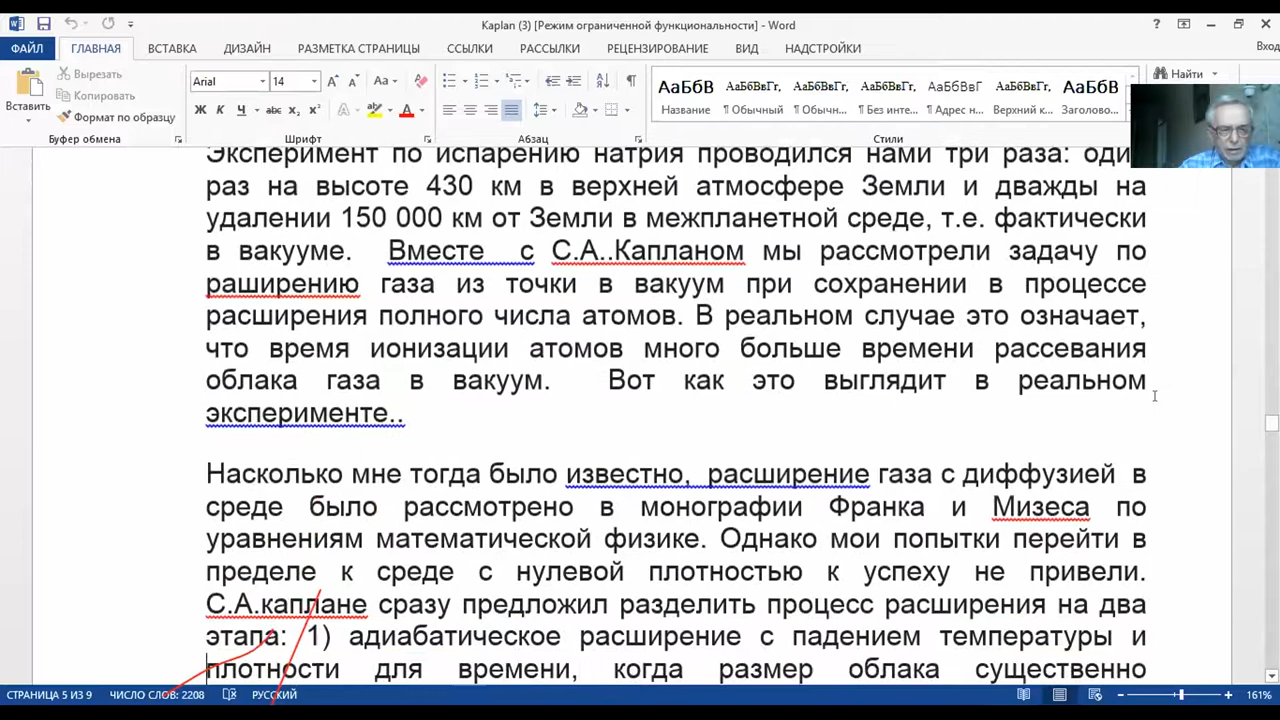 Kaplan (3) [Режим ограниченной функциональности] - Word
ФАЙЛ ГЛАВНАЯ ВСТАВКА ДИЗАЙН РАЗМЕТКА СТРАНИЦЫ ССЫЛКИ РАССЫЛКИ РЕЦЕНЗИРОВАНИЕ ВИД НАДСТРОЙКИ Вход
Вставить
Вырезать
Копировать
Формат по образцу
Буфер обмена
Arial 14
Ж К Ч abc x₂ x²
Шрифт
Абзац
АаБбВ АаБбВвГг, АаБбВвГг, АаБбВвГг, АаБбВвГ АаБбВвГг, АаБбВ
Название ¶ Обычный ¶ Обычн... ¶ Без инте... ¶ Адрес н... Верхний к... Заголово...
Стили
Найти
Эксперимент по испарению натрия проводился нами три раза: один
раз на высоте 430 км в верхней атмосфере Земли и дважды на
удалении 150 000 км от Земли в межпланетной среде, т.е. фактически
в вакууме. Вместе с С.А..Капланом мы рассмотрели задачу по
раширению газа из точки в вакуум при сохранении в процессе
расширения полного числа атомов. В реальном случае это означает,
что время ионизации атомов много больше времени рассевания
облака газа в вакуум. Вот как это выглядит в реальном
эксперименте..
Насколько мне тогда было известно, расширение газа с диффузией в
среде было рассмотрено в монографии Франка и Мизеса по
уравнениям математической физике. Однако мои попытки перейти в
пределе к среде с нулевой плотностью к успеху не привели.
С.А.каплане сразу предложил разделить процесс расширения на два
этапа: 1) адиабатическое расширение с падением температуры и
плотности для времени, когда размер облака существенно
СТРАНИЦА 5 ИЗ 9 ЧИСЛО СЛОВ: 2208 РУССКИЙ 161%